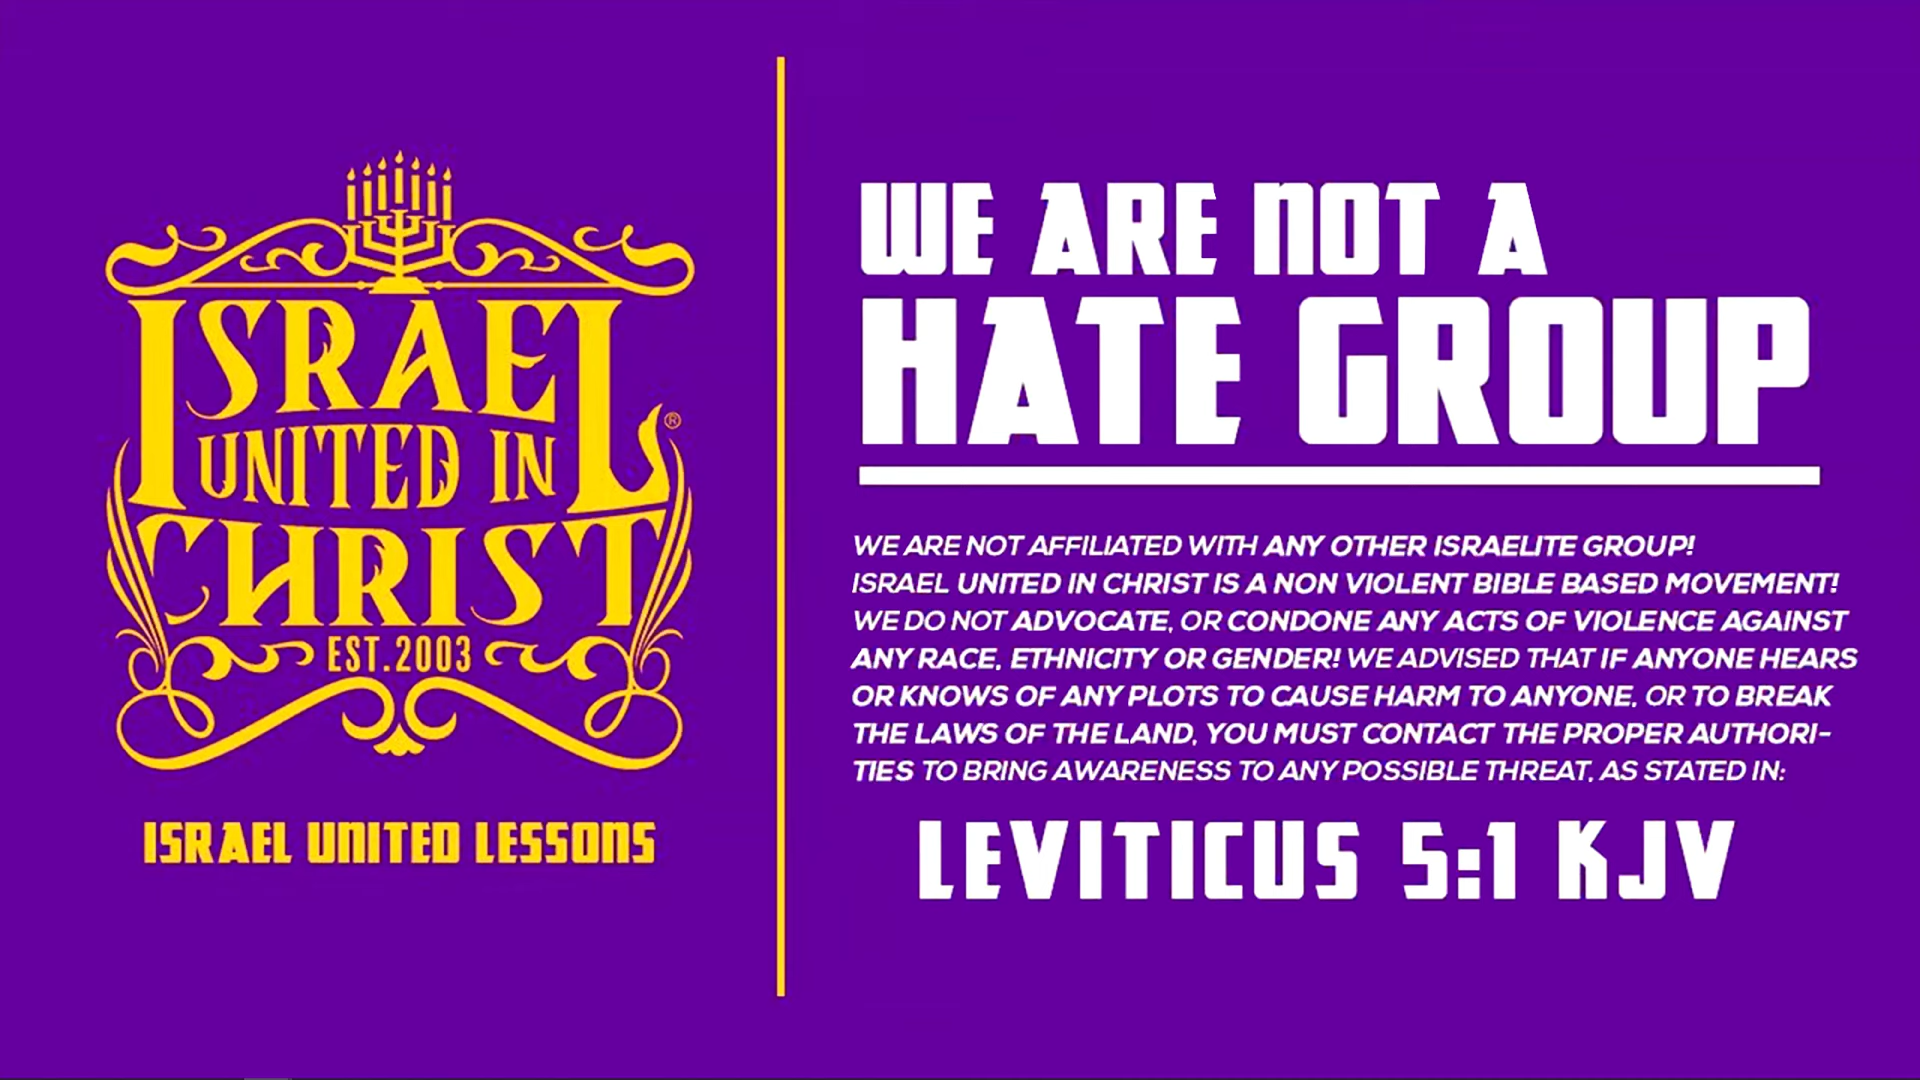 ISRAEL
UNITED IN
CHRIST
®
EST. 2003
ISRAEL UNITED LESSONS
WE ARE NOT A
HATE GROUP
WE ARE NOT AFFILIATED WITH ANY OTHER ISRAELITE GROUP!
ISRAEL UNITED IN CHRIST IS A NON VIOLENT BIBLE BASED MOVEMENT!
WE DO NOT ADVOCATE, OR CONDONE ANY ACTS OF VIOLENCE AGAINST
ANY RACE, ETHNICITY OR GENDER! WE ADVISED THAT IF ANYONE HEARS
OR KNOWS OF ANY PLOTS TO CAUSE HARM TO ANYONE, OR TO BREAK
THE LAWS OF THE LAND, YOU MUST CONTACT THE PROPER AUTHORI-
TIES TO BRING AWARENESS TO ANY POSSIBLE THREAT, AS STATED IN:
LEVITICUS 5:1 KJV